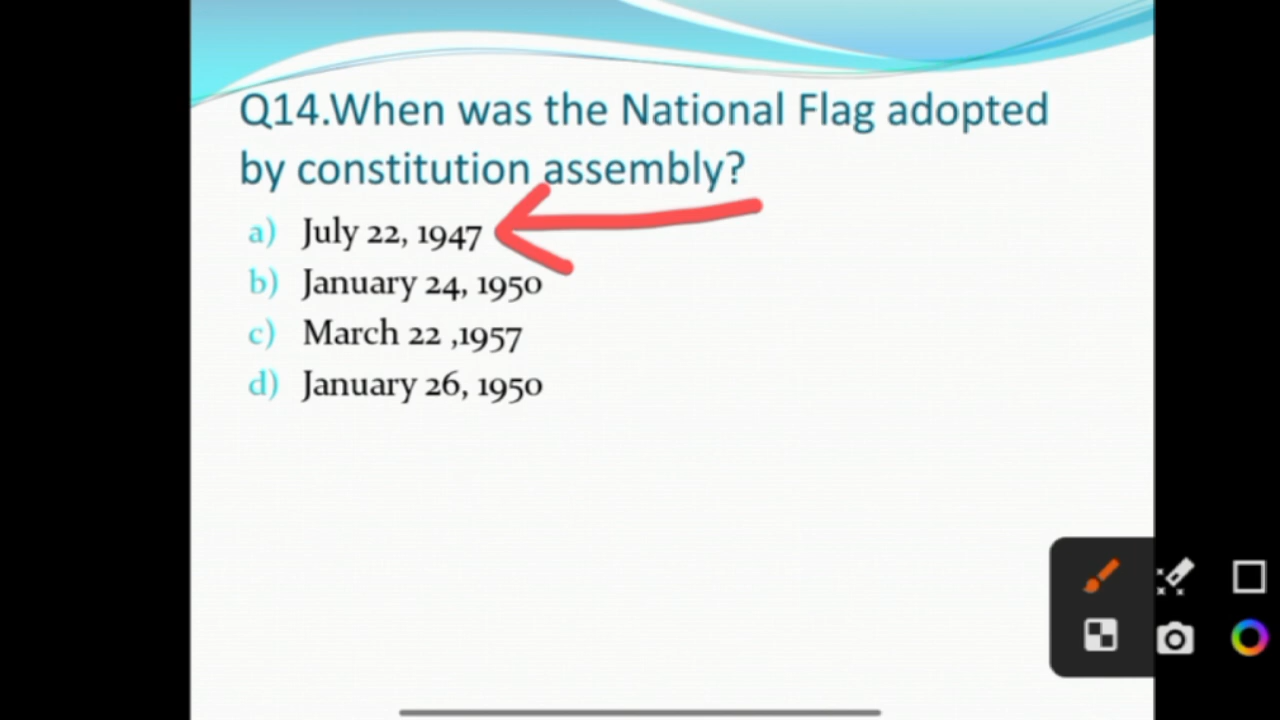 Q14.When was the National Flag adopted
by constitution assembly?
a) July 22, 1947
b) January 24, 1950
c) March 22 ,1957
d) January 26, 1950